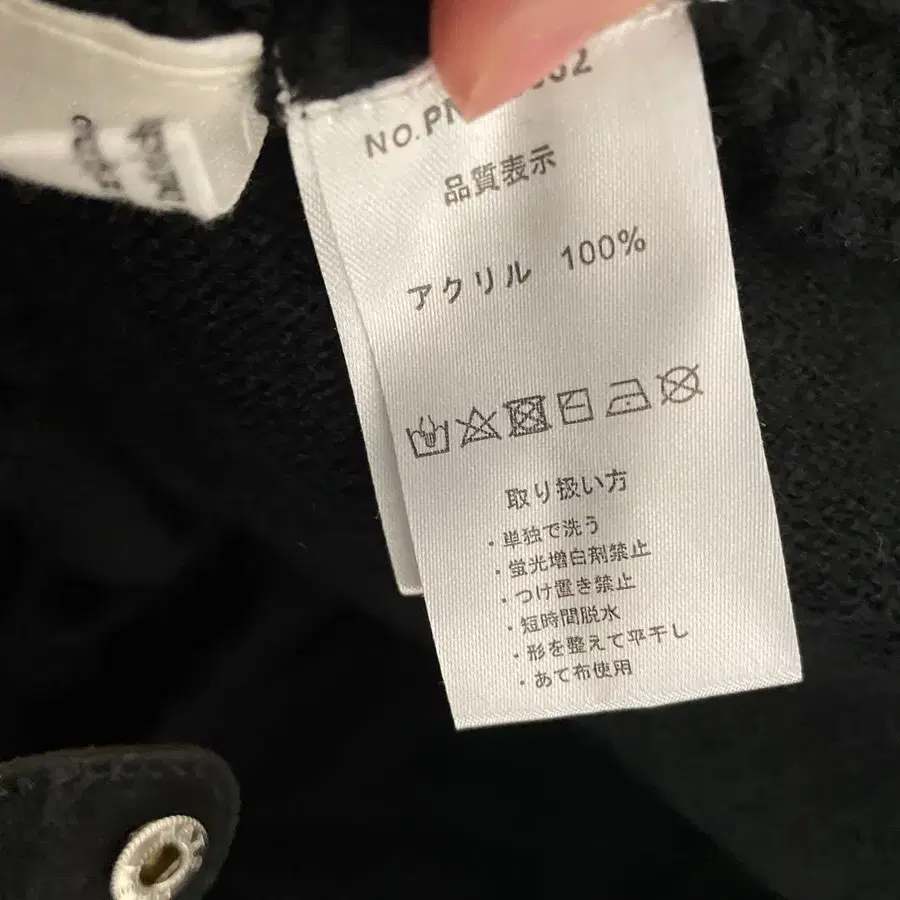 品質表示
アクリル 100%
取り扱い方
・単独で洗う
・蛍光増白剤禁止
・つけ置き禁止
・短時間脱水
・形を整えて平干し
・あて布使用